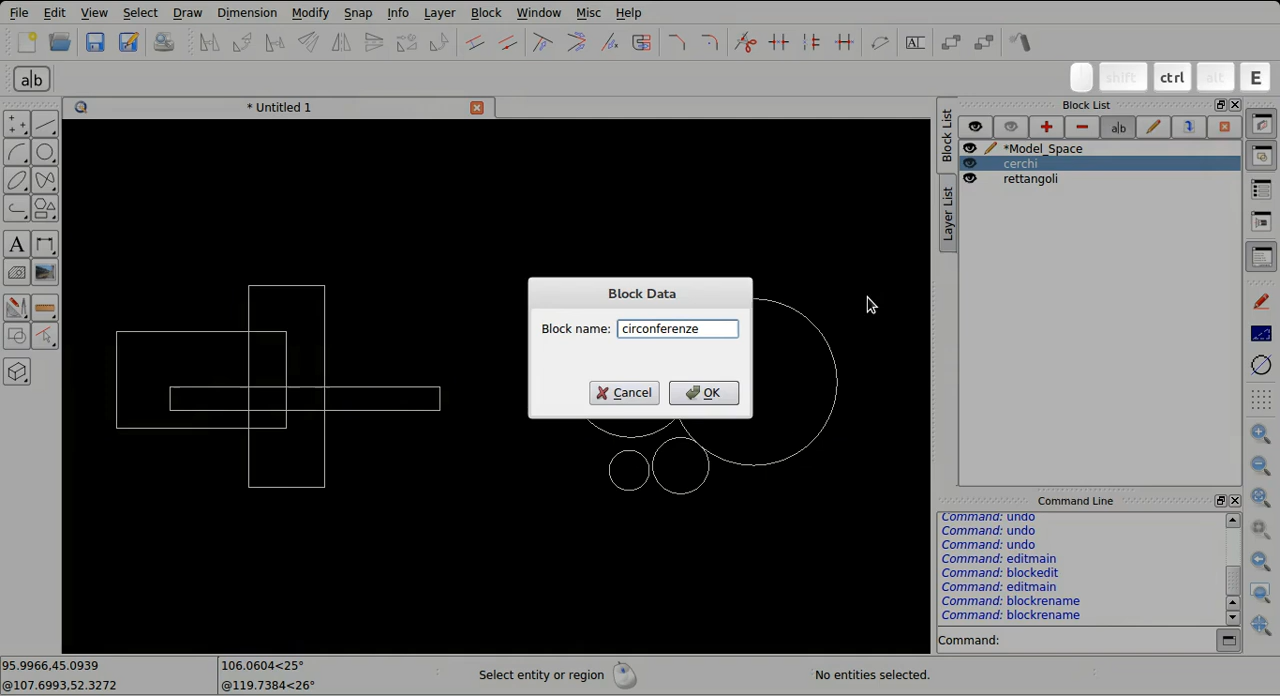 File Edit View Select Draw Dimension Modify Snap Info Layer Block Window Misc Help
a|b shift ctrl alt E
* Untitled 1
Block List
a|b
Block List
Layer List
*Model_Space
cerchi
rettangoli
Block Data
Block name: circonferenze
Cancel OK
A
Command Line
Command: undo
Command: undo
Command: undo
Command: editmain
Command: blockedit
Command: editmain
Command: blockrename
Command: blockrename
Command:
95.9966,45.0939
@107.6993,52.3272
106.0604<25°
@119.7384<26°
Select entity or region
No entities selected.